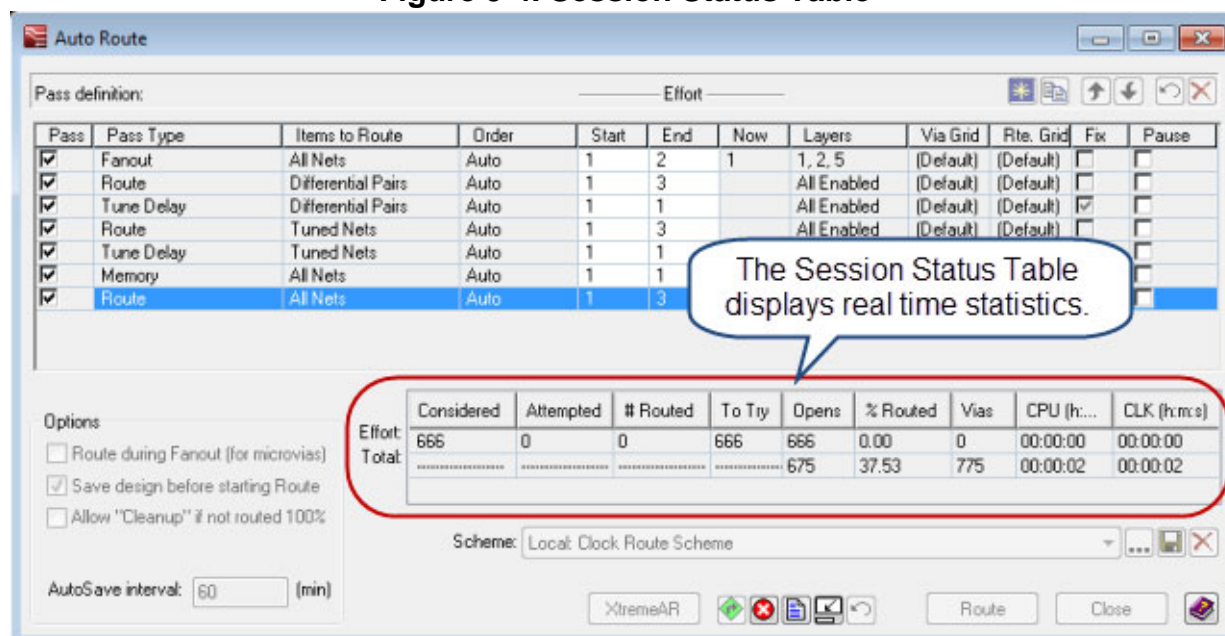 Figure 3-4. Session Status Table
Auto Route
Pass definition: Effort
Pass Pass Type Items to Route Order Start End Now Layers Via Grid Rte. Grid Fix Pause
Fanout All Nets Auto 1 2 1 1, 2, 5 (Default) (Default)
Route Differential Pairs Auto 1 3 All Enabled (Default) (Default)
Tune Delay Differential Pairs Auto 1 1 All Enabled (Default) (Default)
Route Tuned Nets Auto 1 3 All Enabled (Default) (Default)
Tune Delay Tuned Nets Auto 1 1
Memory All Nets Auto 1 1
Route All Nets Auto 1 3
The Session Status Table
displays real time statistics.
Options
Route during Fanout (for microvias)
Save design before starting Route
Allow "Cleanup" if not routed 100%
AutoSave interval: 60 (min)
Considered Attempted # Routed To Try Opens % Routed Vias CPU (h:... CLK (h:m:s)
Effort: 666 0 0 666 666 0.00 0 00:00:00 00:00:00
Total: 675 37.53 775 00:00:02 00:00:02
Scheme: Local: Clock Route Scheme
XtremeAR Route Close